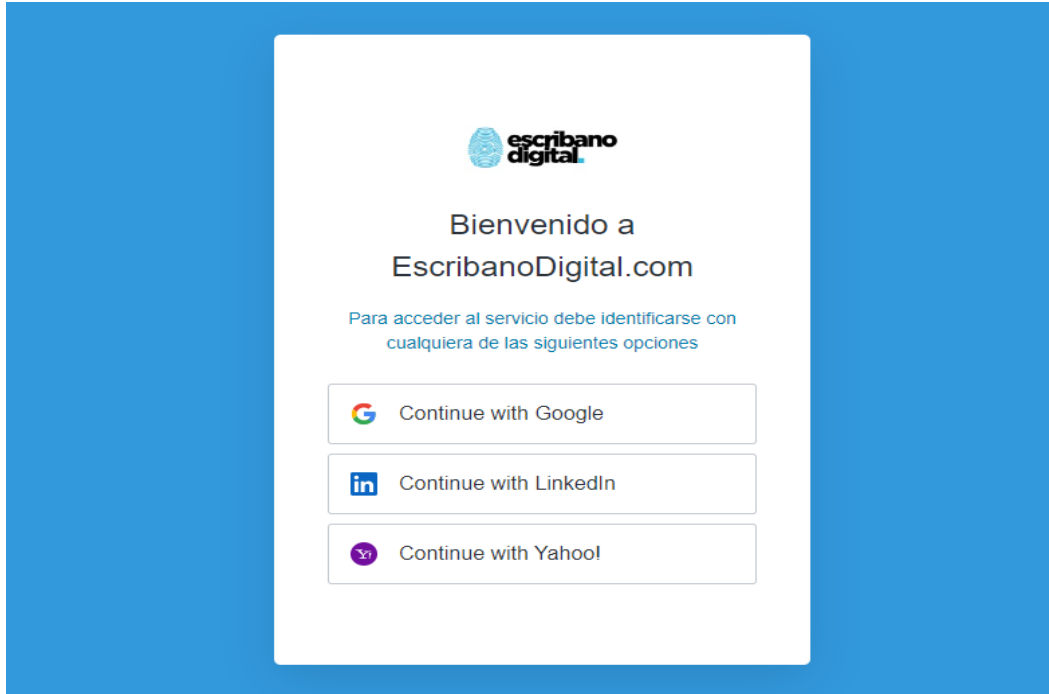 escribano
digital.
Bienvenido a
EscribanoDigital.com
Para acceder al servicio debe identificarse con
cualquiera de las siguientes opciones
Continue with Google
in Continue with LinkedIn
Y! Continue with Yahoo!